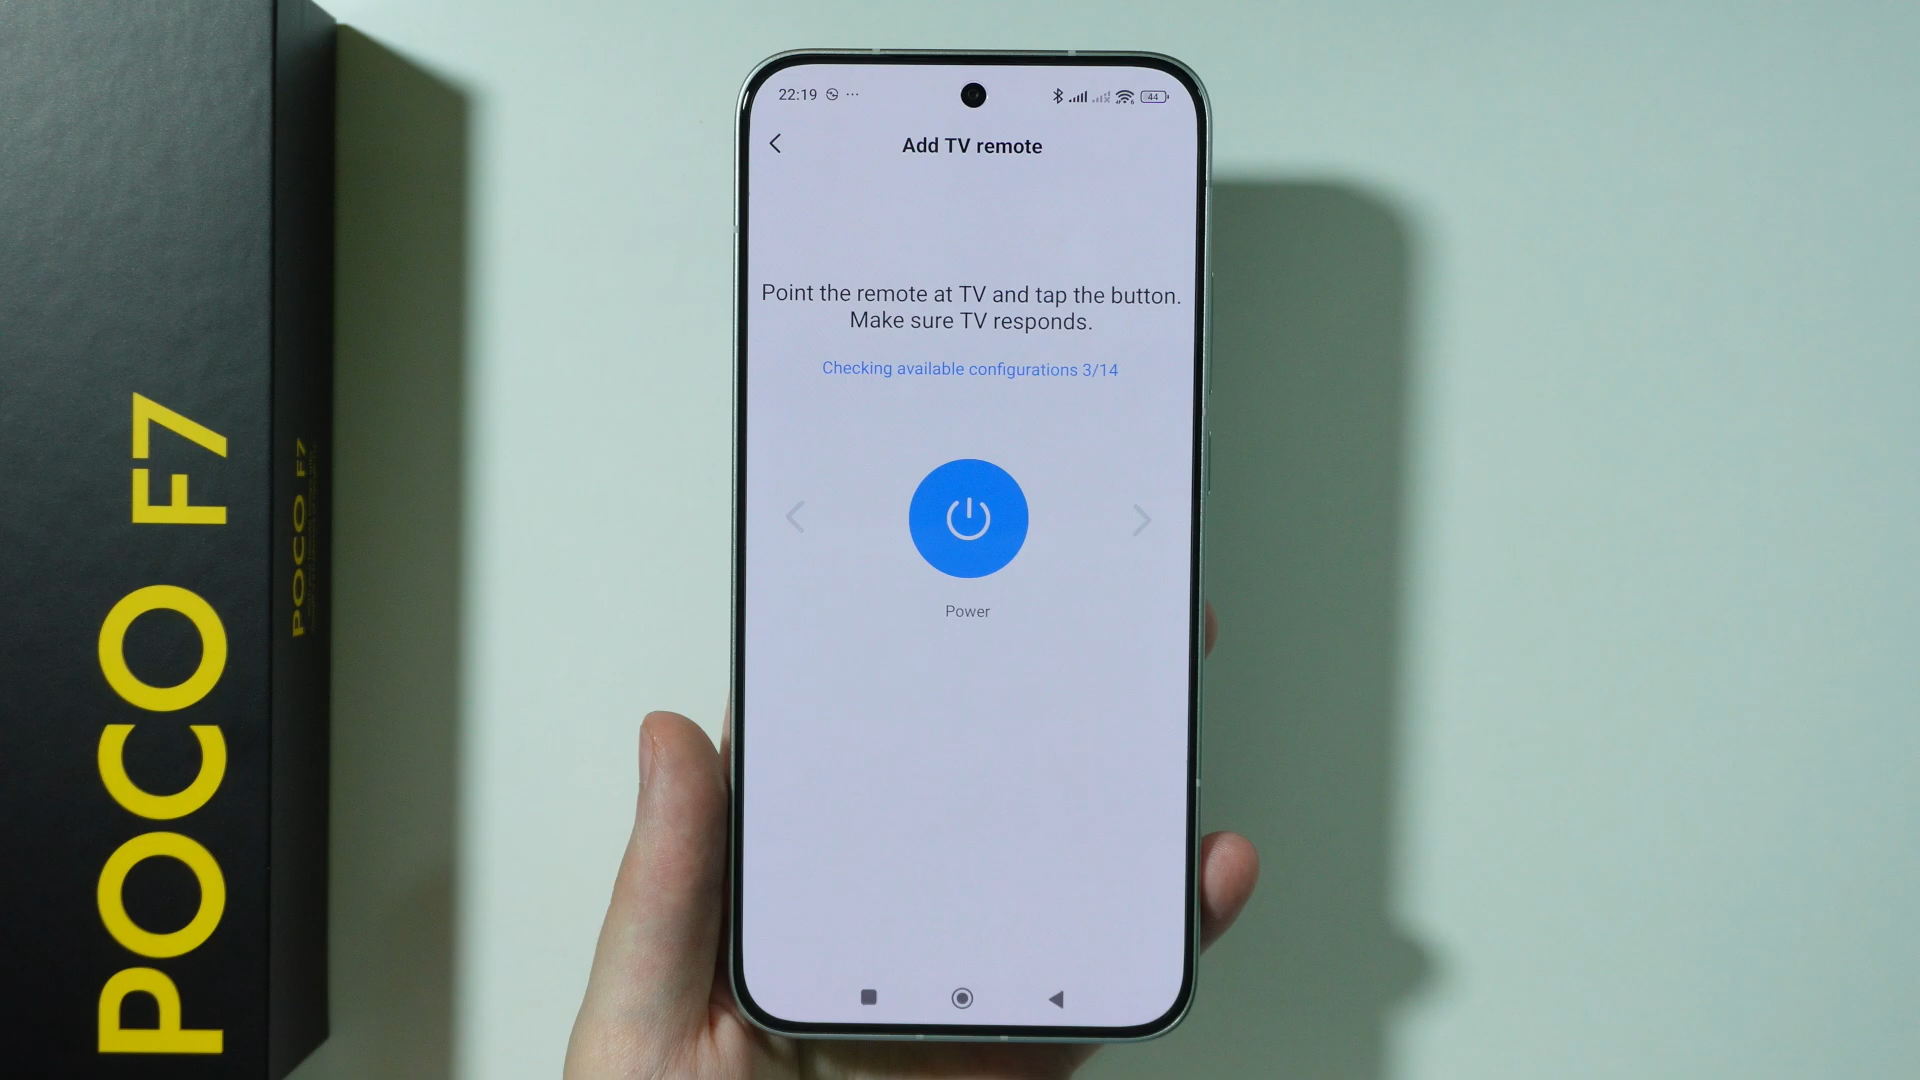 POCO F7
POCO F7
22:19
44
Add TV remote
Point the remote at TV and tap the button.
Make sure TV responds.
Checking available configurations 3/14
Power